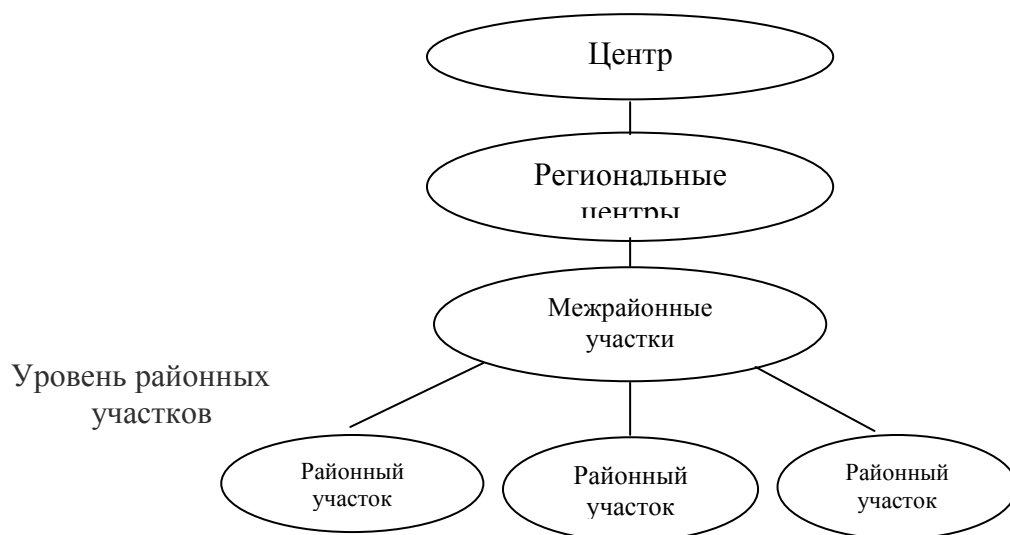 Центр
Региональные
центры
Межрайонные
участки
Уровень районных
участков
Районный
участок
Районный
участок
Районный
участок